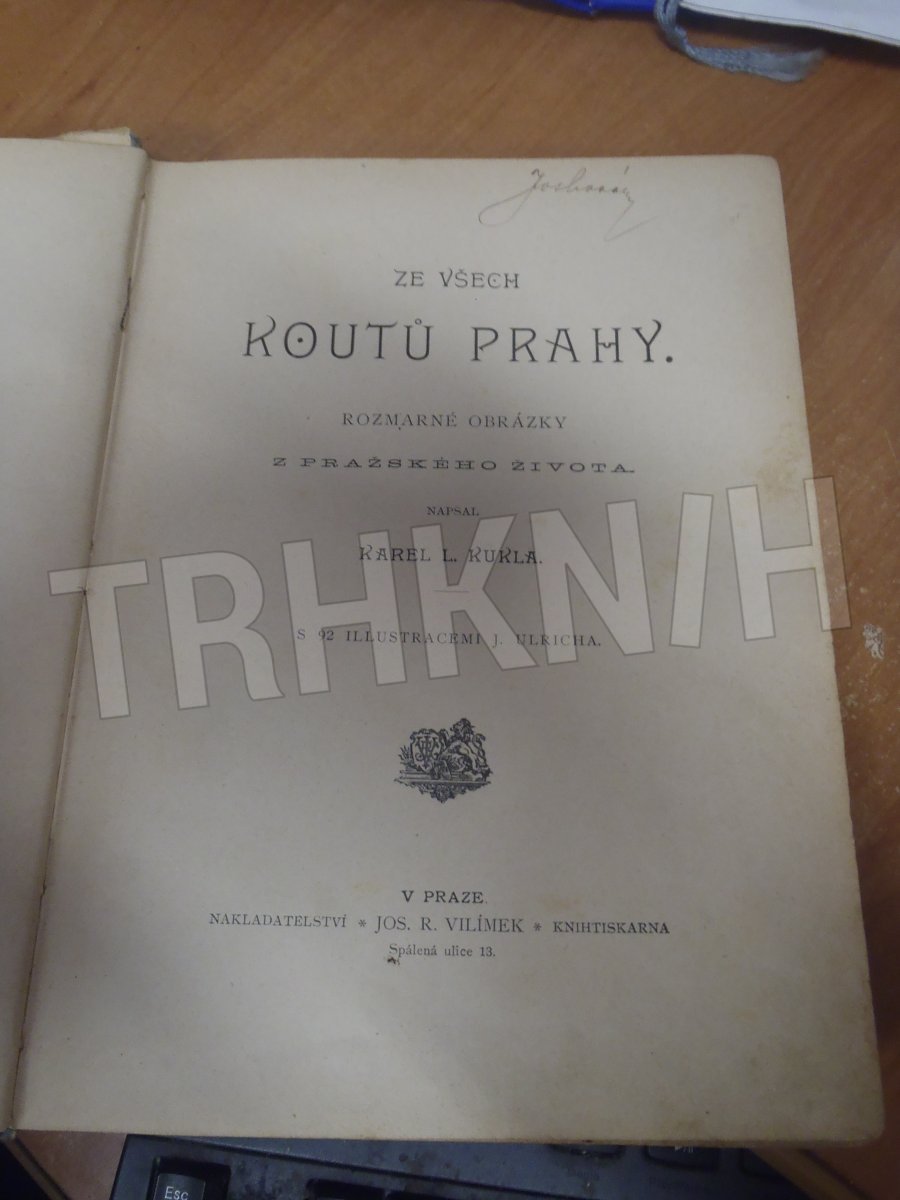 ZE VŠECH
KOUTŮ PRAHY.
ROZMARNÉ OBRÁZKY
Z PRAŽSKÉHO ŽIVOTA.
NAPSAL
KAREL L. KUKLA.
TRHKNIH
S 92 ILLUSTRACEMI J. ULRICHA.
V PRAZE.
NAKLADATELSTVÍ * JOS. R. VILÍMEK * KNIHTISKARNA
Spálená ulice 13.
Esc